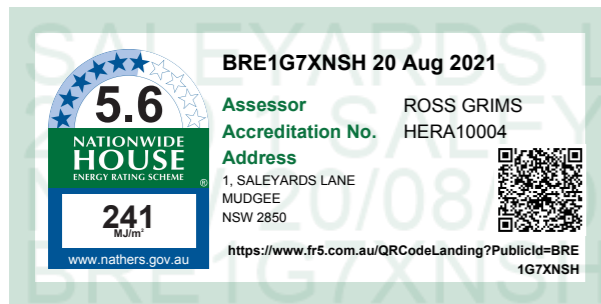 BRE1G7XNSH 20 Aug 2021
5.6
NATIONWIDE
HOUSE
ENERGY RATING SCHEME ®
241
MJ/m²
www.nathers.gov.au
Assessor ROSS GRIMS
Accreditation No. HERA10004
Address
1, SALEYARDS LANE
MUDGEE
NSW 2850
https://www.fr5.com.au/QRCodeLanding?PublicId=BRE
1G7XNSH